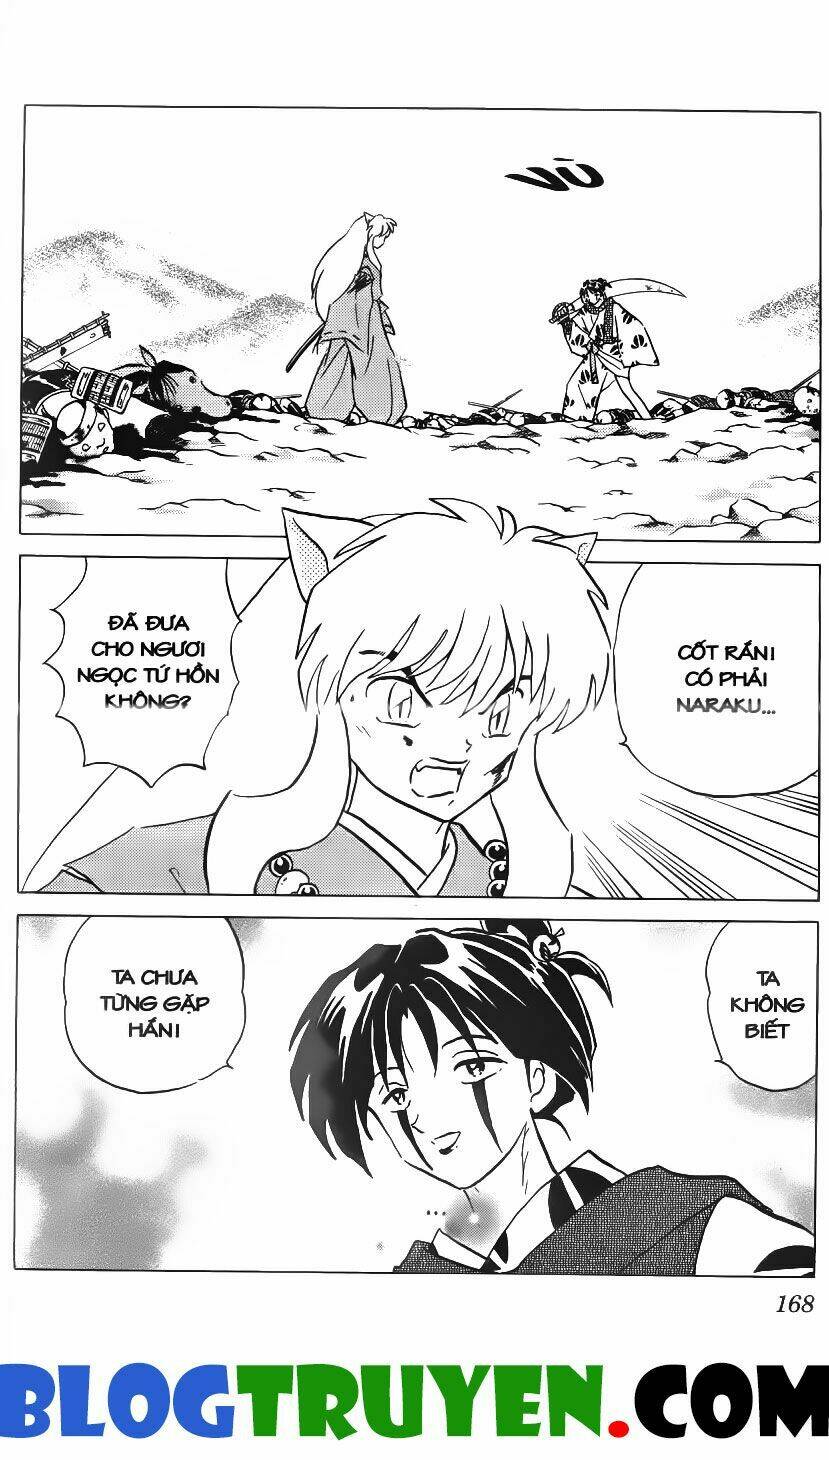 VÙ
CỐT RẮN!
CÓ PHẢI
NARAKU...
ĐÃ ĐƯA
CHO NGƯƠI
NGỌC TỨ HỒN
KHÔNG?
TA
KHÔNG
BIẾT
TA CHƯA
TỪNG GẶP
HẮN!
...
168
BLOGTRUYEN.COM